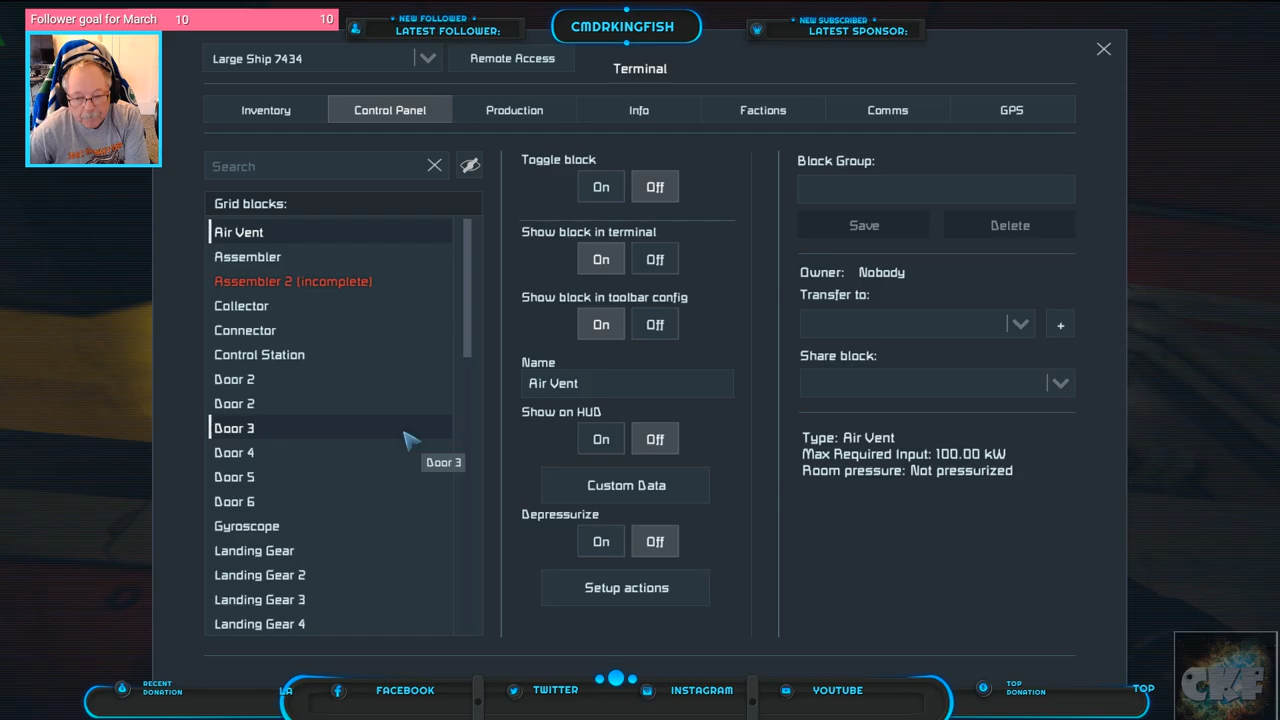 Follower goal for March 10 10
NEW FOLLOWER
LATEST FOLLOWER:
CMDRKINGFISH
NEW SUBSCRIBER
LATEST SPONSOR:
Large Ship 7434
Remote Access
Terminal
Inventory
Control Panel
Production
Info
Factions
Comms
GPS
Search
Grid blocks:
Air Vent
Assembler
Assembler 2 (incomplete)
Collector
Connector
Control Station
Door 2
Door 2
Door 3
Door 3
Door 4
Door 5
Door 6
Gyroscope
Landing Gear
Landing Gear 2
Landing Gear 3
Landing Gear 4
Toggle block
On Off
Show block in terminal
On Off
Show block in toolbar config
On Off
Name
Air Vent
Show on HUD
On Off
Custom Data
Depressurize
On Off
Setup actions
Block Group:
Save Delete
Owner: Nobody
Transfer to:
+
Share block:
Type: Air Vent
Max Required Input: 100.00 kW
Room pressure: Not pressurized
RECENT
DONATION
LA
FACEBOOK
TWITTER
INSTAGRAM
YOUTUBE
TOP
DONATION
TOP
CKF